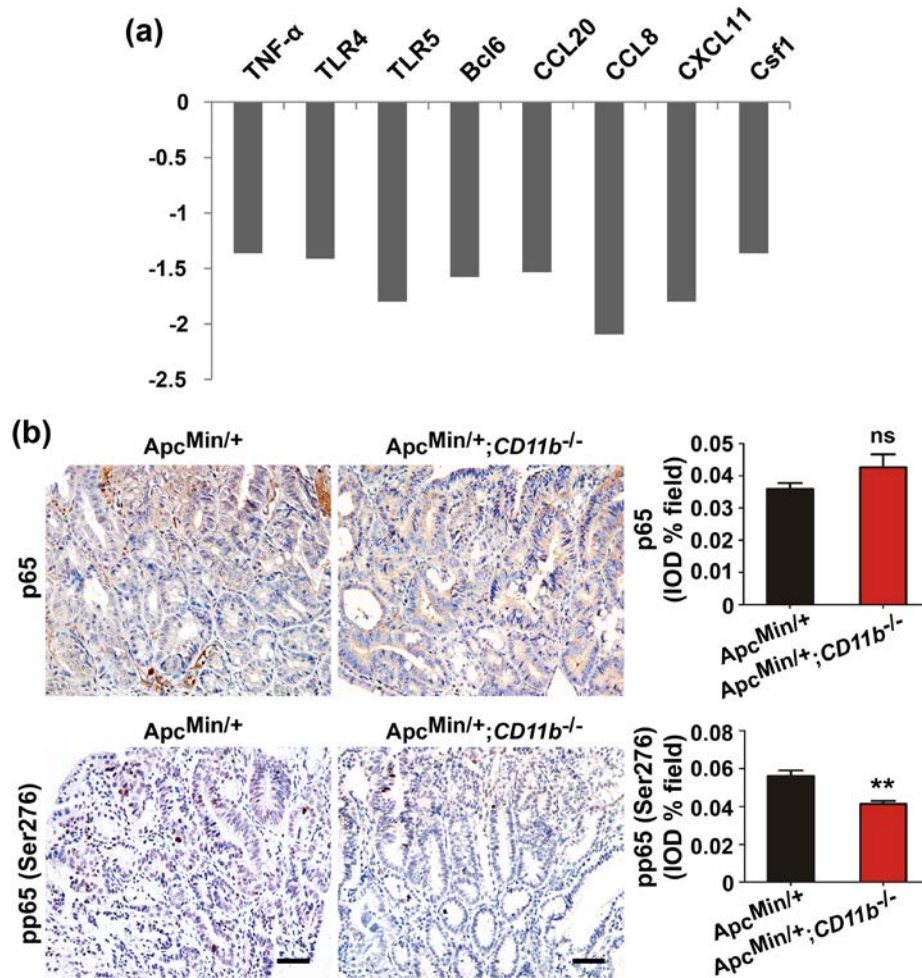 (a)
TNF-α TLR4 TLR5 Bcl6 CCL20 CCL8 CXCL11 Csf1
0
-0.5
-1
-1.5
-2
-2.5
(b)
ApcMin/+ ApcMin/+;CD11b-/-
p65
p65
(IOD % field)
0.05
0.04
0.03
0.02
0.01
0
ns
ApcMin/+
ApcMin/+;CD11b-/-
ApcMin/+ ApcMin/+;CD11b-/-
pp65 (Ser276)
pp65 (Ser276)
(IOD % field)
0.08
0.06
0.04
0.02
0
**
ApcMin/+
ApcMin/+;CD11b-/-